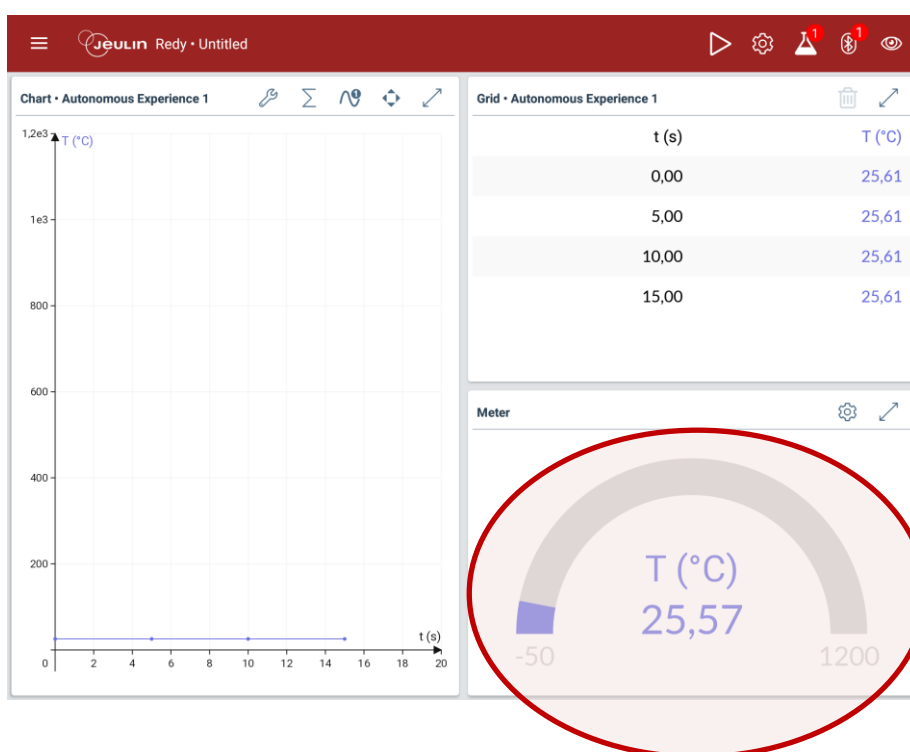 Jeulin Redy • Untitled
1
1
Chart • Autonomous Experience 1
1
1,2e3
T (°C)
1e3
800
600
400
200
t (s)
0 2 4 6 8 10 12 14 16 18 20
Grid • Autonomous Experience 1
t (s) T (°C)
0,00 25,61
5,00 25,61
10,00 25,61
15,00 25,61
Meter
T (°C)
25,57
-50 1200